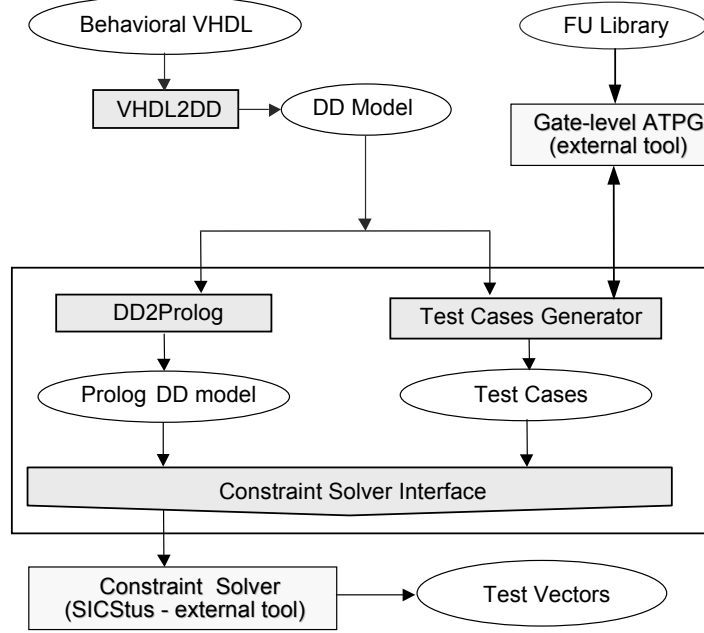 Behavioral VHDL
FU Library
VHDL2DD
DD Model
Gate-level ATPG
(external tool)
DD2Prolog
Test Cases Generator
Prolog DD model
Test Cases
Constraint Solver Interface
Constraint Solver
(SICStus - external tool)
Test Vectors